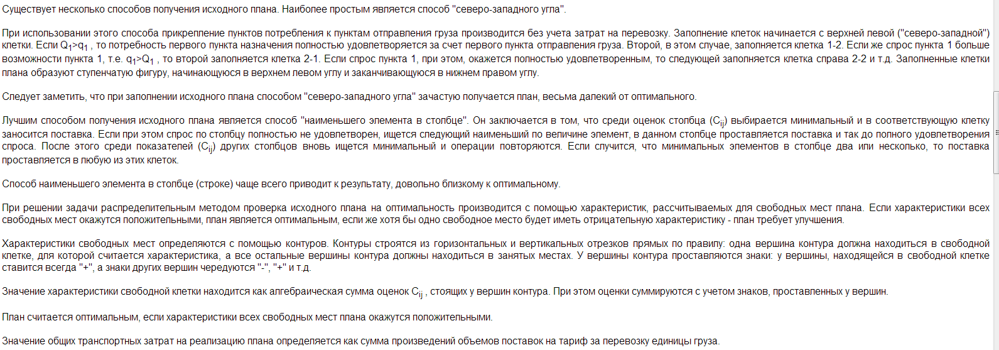 Существует несколько способов получения исходного плана. Наиболее простым является способ "северо-западного угла".
При использовании этого способа прикрепление пунктов потребления к пунктам отправления груза производится без учета затрат на перевозку. Заполнение клеток начинается с верхней левой ("северо-западной")
клетки. Если Q1>q1 , то потребность первого пункта назначения полностью удовлетворяется за счет первого пункта отправления груза. Второй, в этом случае, заполняется клетка 1-2. Если же спрос пункта 1 больше
возможности пункта 1, т.е. q1>Q1 , то второй заполняется клетка 2-1. Если спрос пункта 1, при этом, окажется полностью удовлетворенным, то следующей заполняется клетка справа 2-2 и т.д. Заполненные клетки
плана образуют ступенчатую фигуру, начинающуюся в верхнем левом углу и заканчивающуюся в нижнем правом углу.
Следует заметить, что при заполнении исходного плана способом "северо-западного угла" зачастую получается план, весьма далекий от оптимального.
Лучшим способом получения исходного плана является способ "наименьшего элемента в столбце". Он заключается в том, что среди оценок столбца (Cij) выбирается минимальный и в соответствующую клетку
заносится поставка. Если при этом спрос по столбцу полностью не удовлетворен, ищется следующий наименьший по величине элемент, в данном столбце проставляется поставка и так до полного удовлетворения
спроса. После этого среди показателей (Cij) других столбцов вновь ищется минимальный и операции повторяются. Если случится, что минимальных элементов в столбце два или несколько, то поставка
проставляется в любую из этих клеток.
Способ наименьшего элемента в столбце (строке) чаще всего приводит к результату, довольно близкому к оптимальному.
При решении задачи распределительным методом проверка исходного плана на оптимальность производится с помощью характеристик, рассчитываемых для свободных мест плана. Если характеристики всех
свободных мест окажутся положительными, план является оптимальным, если же хотя бы одно свободное место будет иметь отрицательную характеристику - план требует улучшения.
Характеристики свободных мест определяются с помощью контуров. Контуры строятся из горизонтальных и вертикальных отрезков прямых по правилу: одна вершина контура должна находиться в свободной
клетке, для которой считается характеристика, а все остальные вершины контура должны находиться в занятых местах. У вершины контура проставляются знаки: у вершины, находящейся в свободной клетке
ставится всегда "+", а знаки других вершин чередуются "-", "+" и т.д.
Значение характеристики свободной клетки находится как алгебраическая сумма оценок Cij , стоящих у вершин контура. При этом оценки суммируются с учетом знаков, проставленных у вершин.
План считается оптимальным, если характеристики всех свободных мест плана окажутся положительными.
Значение общих транспортных затрат на реализацию плана определяется как сумма произведений объемов поставок на тариф за перевозку единицы груза.